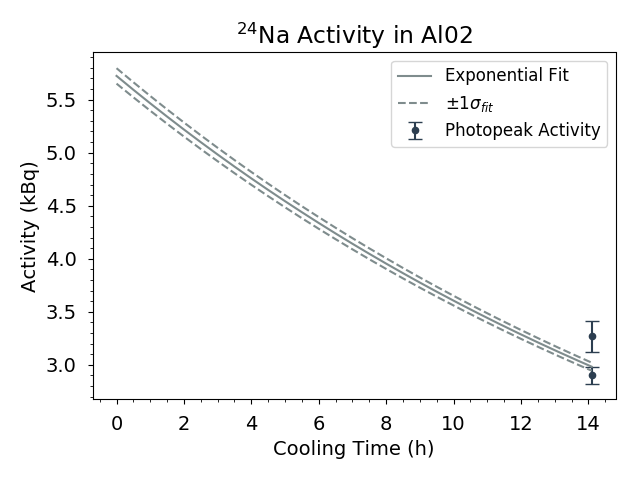 ²⁴Na Activity in Al02
Exponential Fit
±1σ_fit
Photopeak Activity
Activity (kBq)
5.5
5.0
4.5
4.0
3.5
3.0
0 2 4 6 8 10 12 14
Cooling Time (h)